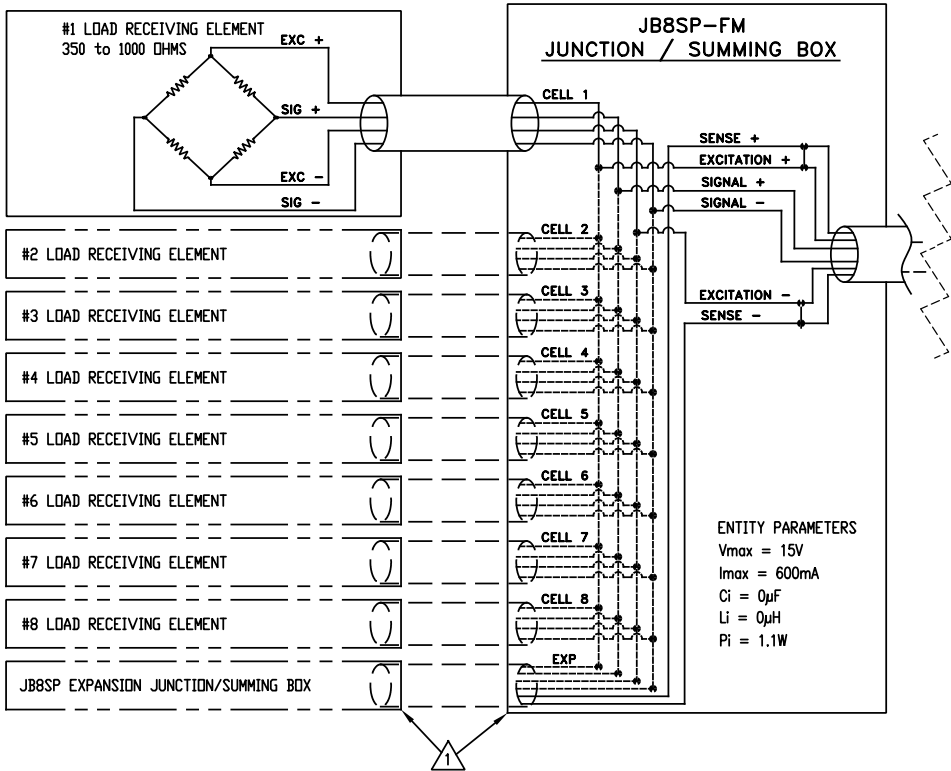 #1 LOAD RECEIVING ELEMENT
350 to 1000 OHMS
EXC +
SIG +
EXC -
SIG -
JB8SP-FM
JUNCTION / SUMMING BOX
CELL 1
SENSE +
EXCITATION +
SIGNAL +
SIGNAL -
EXCITATION -
SENSE -
#2 LOAD RECEIVING ELEMENT
CELL 2
#3 LOAD RECEIVING ELEMENT
CELL 3
#4 LOAD RECEIVING ELEMENT
CELL 4
#5 LOAD RECEIVING ELEMENT
CELL 5
#6 LOAD RECEIVING ELEMENT
CELL 6
#7 LOAD RECEIVING ELEMENT
CELL 7
#8 LOAD RECEIVING ELEMENT
CELL 8
JB8SP EXPANSION JUNCTION/SUMMING BOX
EXP
ENTITY PARAMETERS
Vmax = 15V
Imax = 600mA
Ci = 0µF
Li = 0µH
Pi = 1.1W
1